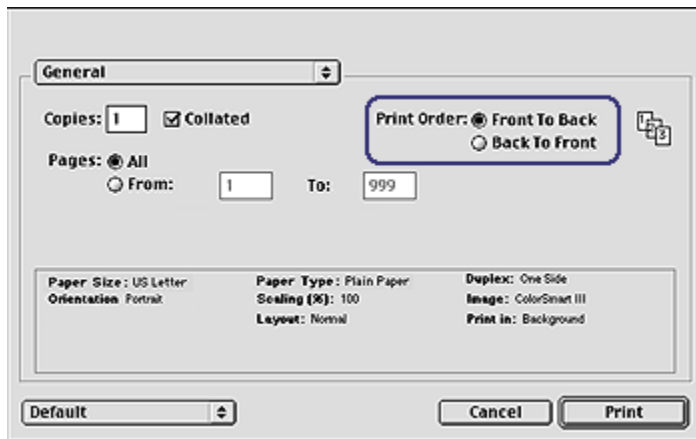 General
Copies: 1 Collated Print Order: Front To Back
Back To Front
Pages: All
From: 1 To: 999
Paper Size: US Letter Paper Type: Plain Paper Duplex: One Side
Orientation Portrait Scaling (%): 100 Image: ColorSmart III
Layout: Normal Print in: Background
Default Cancel Print